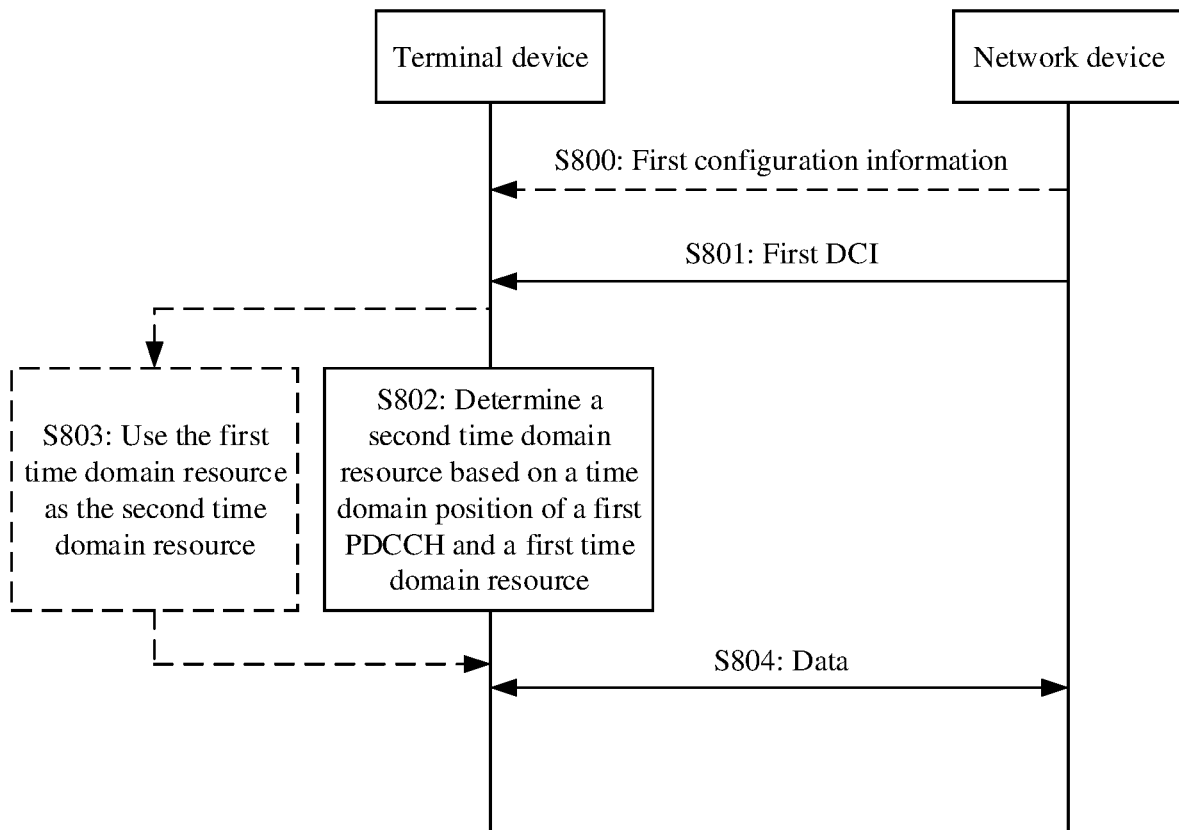 Terminal device
Network device
S800: First configuration information
S801: First DCI
S803: Use the first
time domain resource
as the second time
domain resource
S802: Determine a
second time domain
resource based on a time
domain position of a first
PDCCH and a first time
domain resource
S804: Data